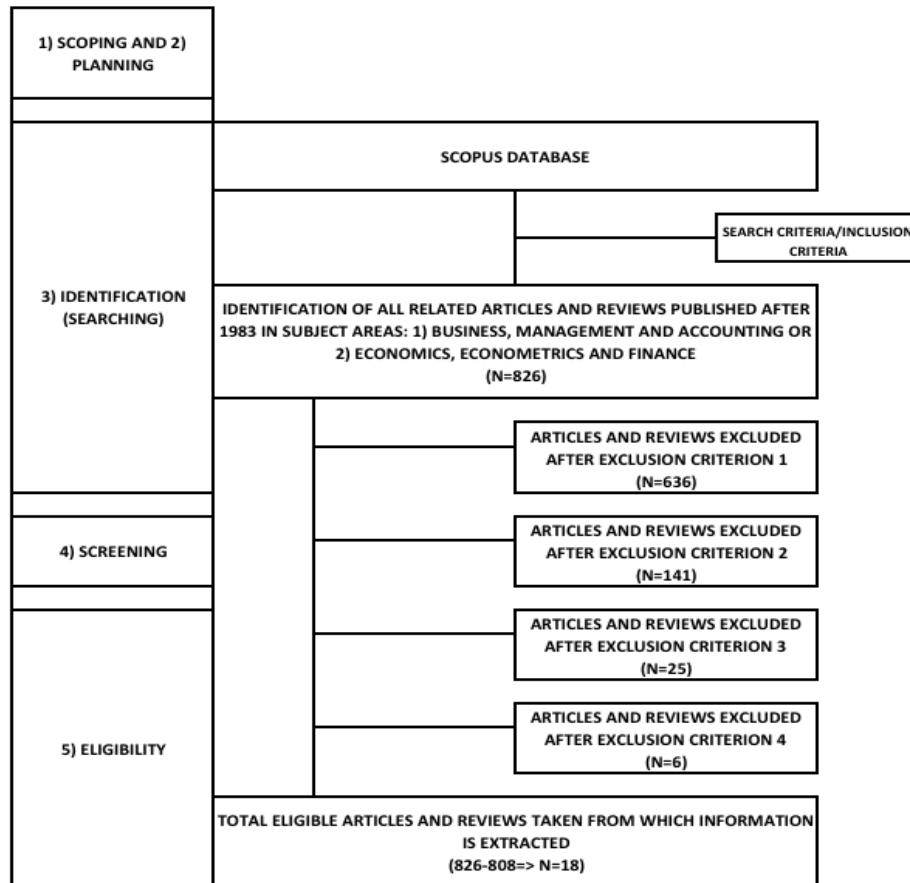 1) SCOPING AND 2)
PLANNING
SCOPUS DATABASE
SEARCH CRITERIA/INCLUSION
CRITERIA
3) IDENTIFICATION
(SEARCHING)
IDENTIFICATION OF ALL RELATED ARTICLES AND REVIEWS PUBLISHED AFTER
1983 IN SUBJECT AREAS: 1) BUSINESS, MANAGEMENT AND ACCOUNTING OR
2) ECONOMICS, ECONOMETRICS AND FINANCE
(N=826)
ARTICLES AND REVIEWS EXCLUDED
AFTER EXCLUSION CRITERION 1
(N=636)
4) SCREENING
ARTICLES AND REVIEWS EXCLUDED
AFTER EXCLUSION CRITERION 2
(N=141)
ARTICLES AND REVIEWS EXCLUDED
AFTER EXCLUSION CRITERION 3
(N=25)
5) ELIGIBILITY
ARTICLES AND REVIEWS EXCLUDED
AFTER EXCLUSION CRITERION 4
(N=6)
TOTAL ELIGIBLE ARTICLES AND REVIEWS TAKEN FROM WHICH INFORMATION
IS EXTRACTED
(826-808=> N=18)